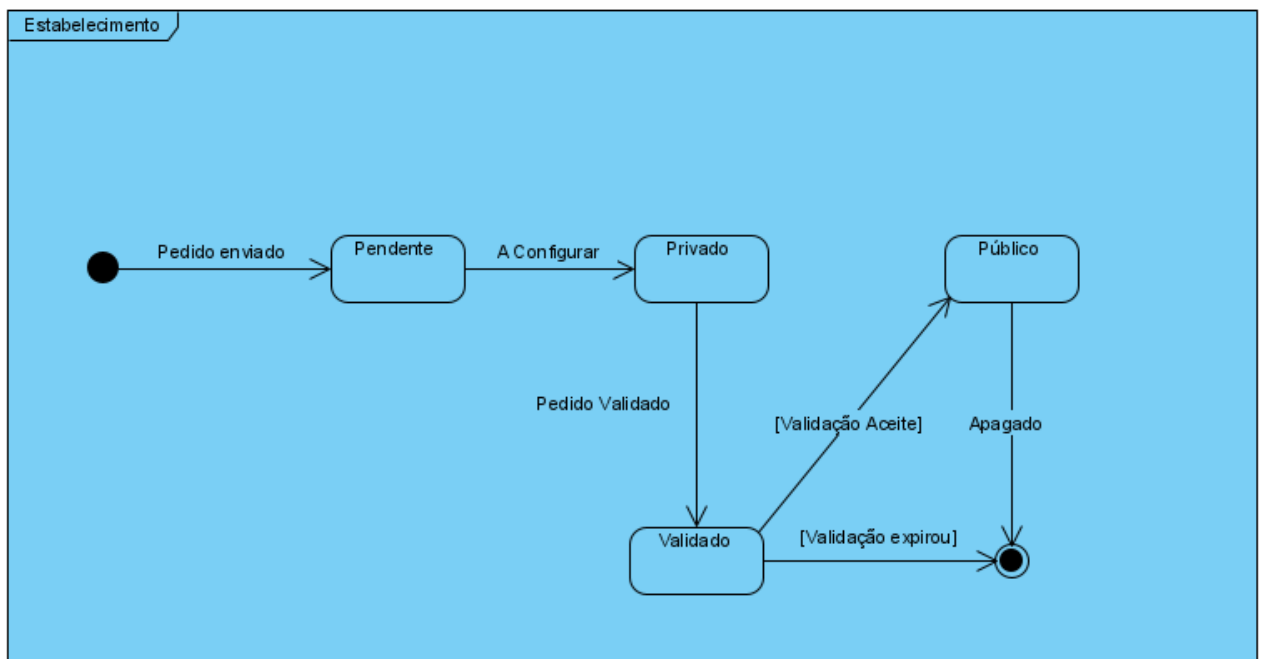 Estabelecimento
Pedido enviado
Pendente
A Configurar
Privado
Público
Pedido Validado
[Validação Aceite]
Apagado
Validado
[Validação expirou]